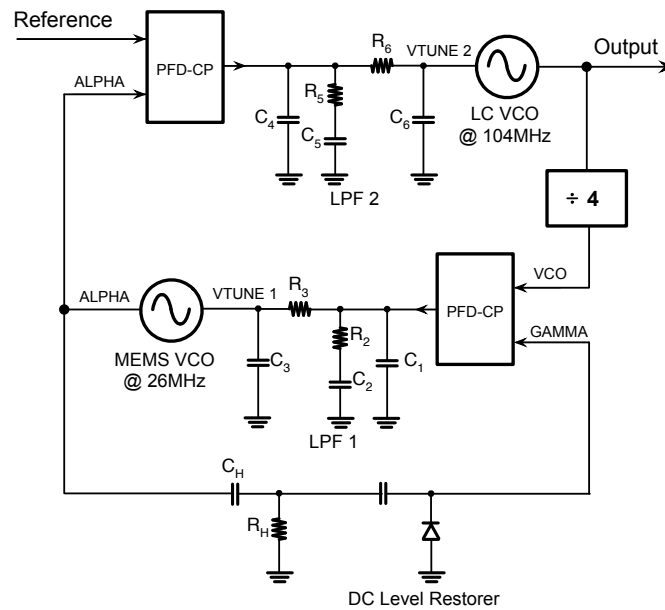 Reference
PFD-CP
ALPHA
R6
VTUNE 2
Output
R5
C4
C5
C6
LC VCO
@ 104MHz
LPF 2
÷ 4
ALPHA
VTUNE 1
R3
VCO
PFD-CP
GAMMA
R2
C3
C2
C1
MEMS VCO
@ 26MHz
LPF 1
CH
RH
DC Level Restorer